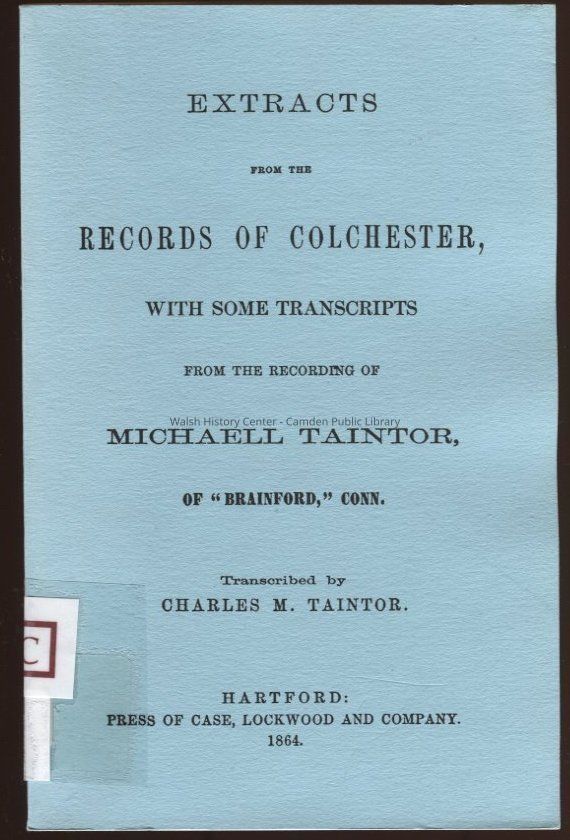 EXTRACTS
FROM THE
RECORDS OF COLCHESTER,
WITH SOME TRANSCRIPTS
FROM THE RECORDING OF
Walsh History Center - Camden Public Library
MICHAELL TAINTOR,
OF “BRAINFORD,” CONN.
Transcribed by
CHARLES M. TAINTOR.
C
HARTFORD:
PRESS OF CASE, LOCKWOOD AND COMPANY.
1864.